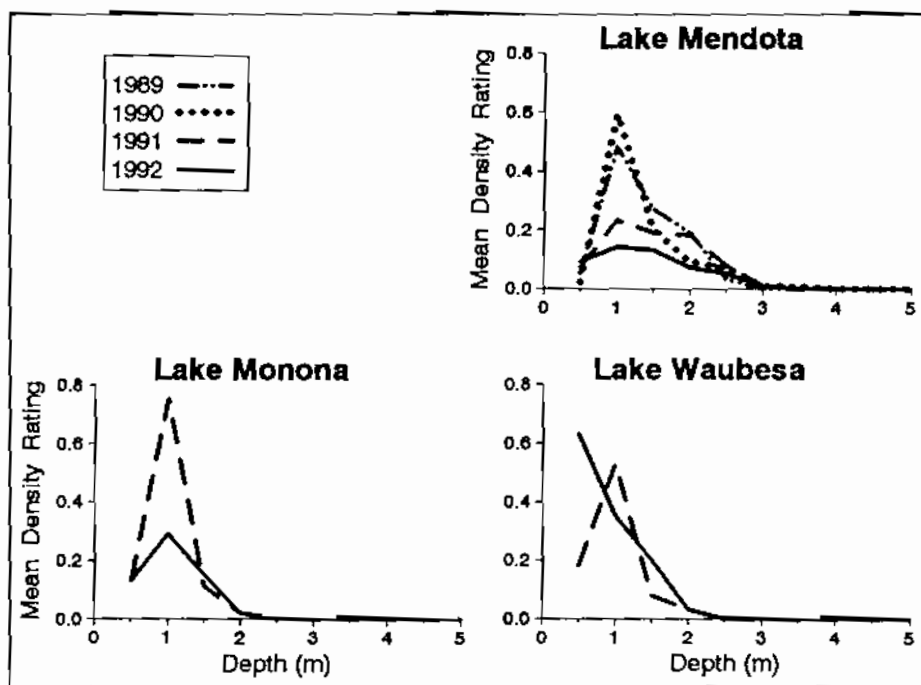 Lake Mendota
1989
1990
1991
1992
Mean Density Rating
0.8
0.6
0.4
0.2
0.0
0 1 2 3 4 5
Lake Monona
Mean Density Rating
0.8
0.6
0.4
0.2
0.0
0 1 2 3 4 5
Depth (m)
Lake Waubesa
0.8
0.6
0.4
0.2
0.0
0 1 2 3 4 5
Depth (m)